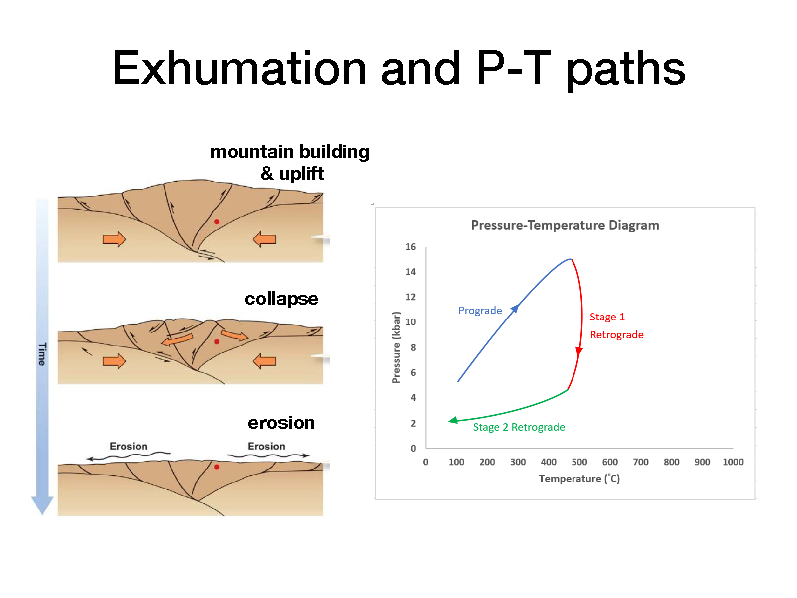 Exhumation and P-T paths
mountain building
& uplift
collapse
erosion
Erosion
Erosion
Time
Pressure-Temperature Diagram
Pressure (kbar)
16
14
12
10
8
6
4
2
0
Prograde
Stage 1
Retrograde
Stage 2 Retrograde
0 100 200 300 400 500 600 700 800 900 1000
Temperature (˚C)